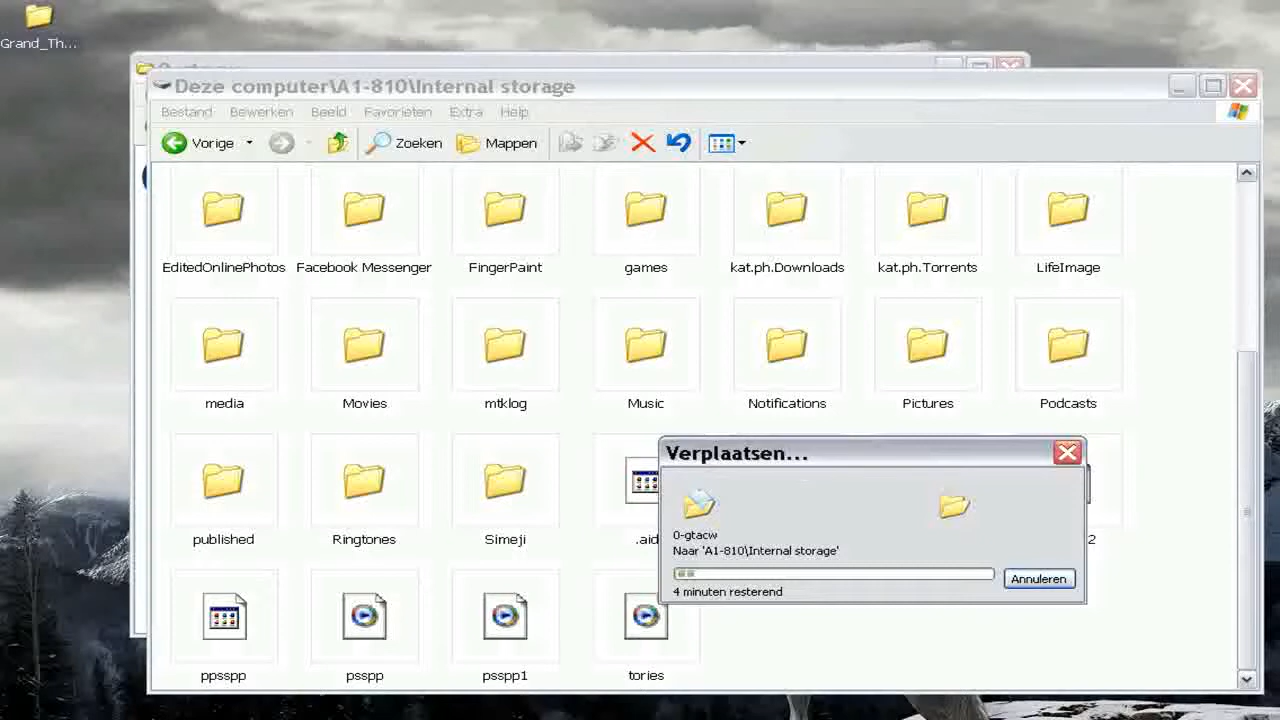 Grand_Th...
Deze computer\A1-810\Internal storage
Bestand Bewerken Beeld Favorieten Extra Help
Vorige Zoeken Mappen
EditedOnlinePhotos Facebook Messenger FingerPaint games kat.ph.Downloads kat.ph.Torrents LifeImage
media Movies mtklog Music Notifications Pictures Podcasts
published Ringtones Simeji .aid 2
Verplaatsen...
0-gtacw
Naar 'A1-810\Internal storage'
Annuleren
4 minuten resterend
ppsspp psspp psspp1 tories